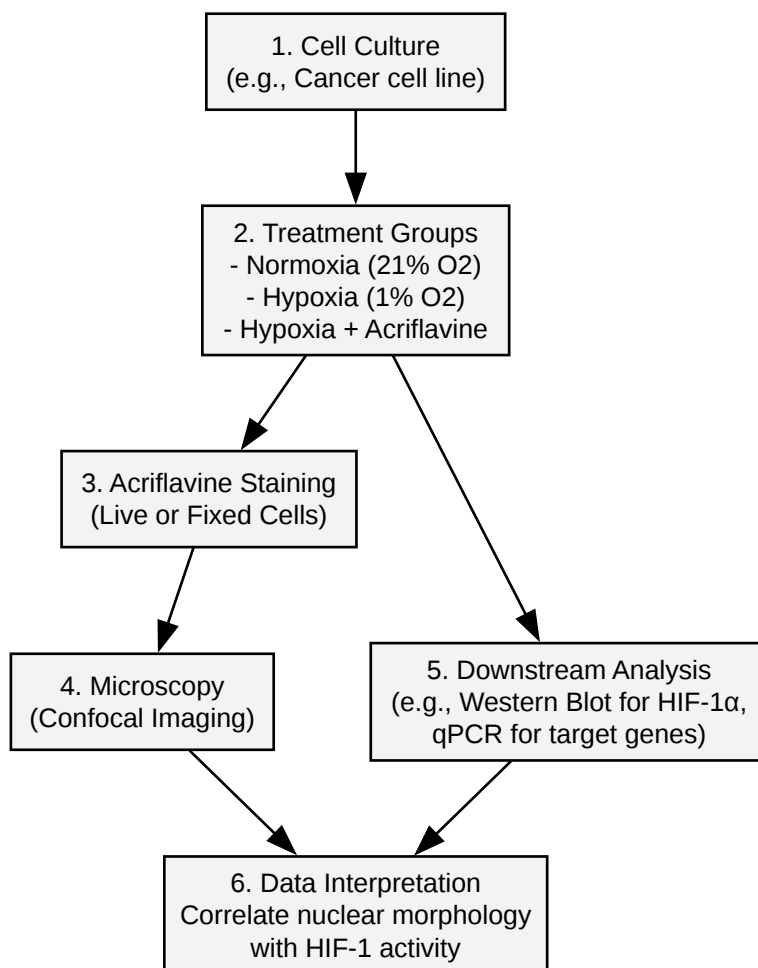 1. Cell Culture
(e.g., Cancer cell line)
2. Treatment Groups
- Normoxia (21% O2)
- Hypoxia (1% O2)
- Hypoxia + Acriflavine
3. Acriflavine Staining
(Live or Fixed Cells)
4. Microscopy
(Confocal Imaging)
5. Downstream Analysis
(e.g., Western Blot for HIF-1α,
qPCR for target genes)
6. Data Interpretation
Correlate nuclear morphology
with HIF-1 activity